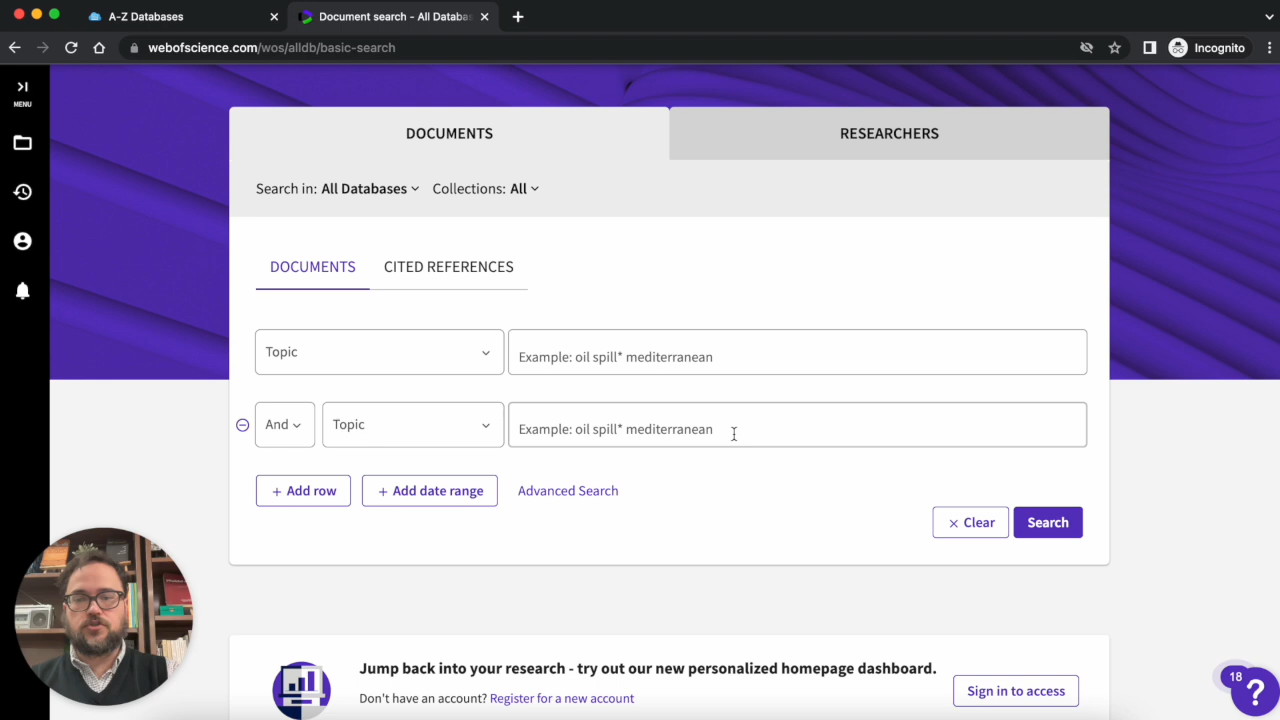 A-Z Databases
Document search - All Databas
webofscience.com/wos/alldb/basic-search
Incognito
MENU
DOCUMENTS
RESEARCHERS
Search in: All Databases
Collections: All
DOCUMENTS
CITED REFERENCES
Topic
Example: oil spill* mediterranean
And
Topic
Example: oil spill* mediterranean
+ Add row
+ Add date range
Advanced Search
× Clear
Search
Jump back into your research - try out our new personalized homepage dashboard.
Don't have an account? Register for a new account
Sign in to access
18
?